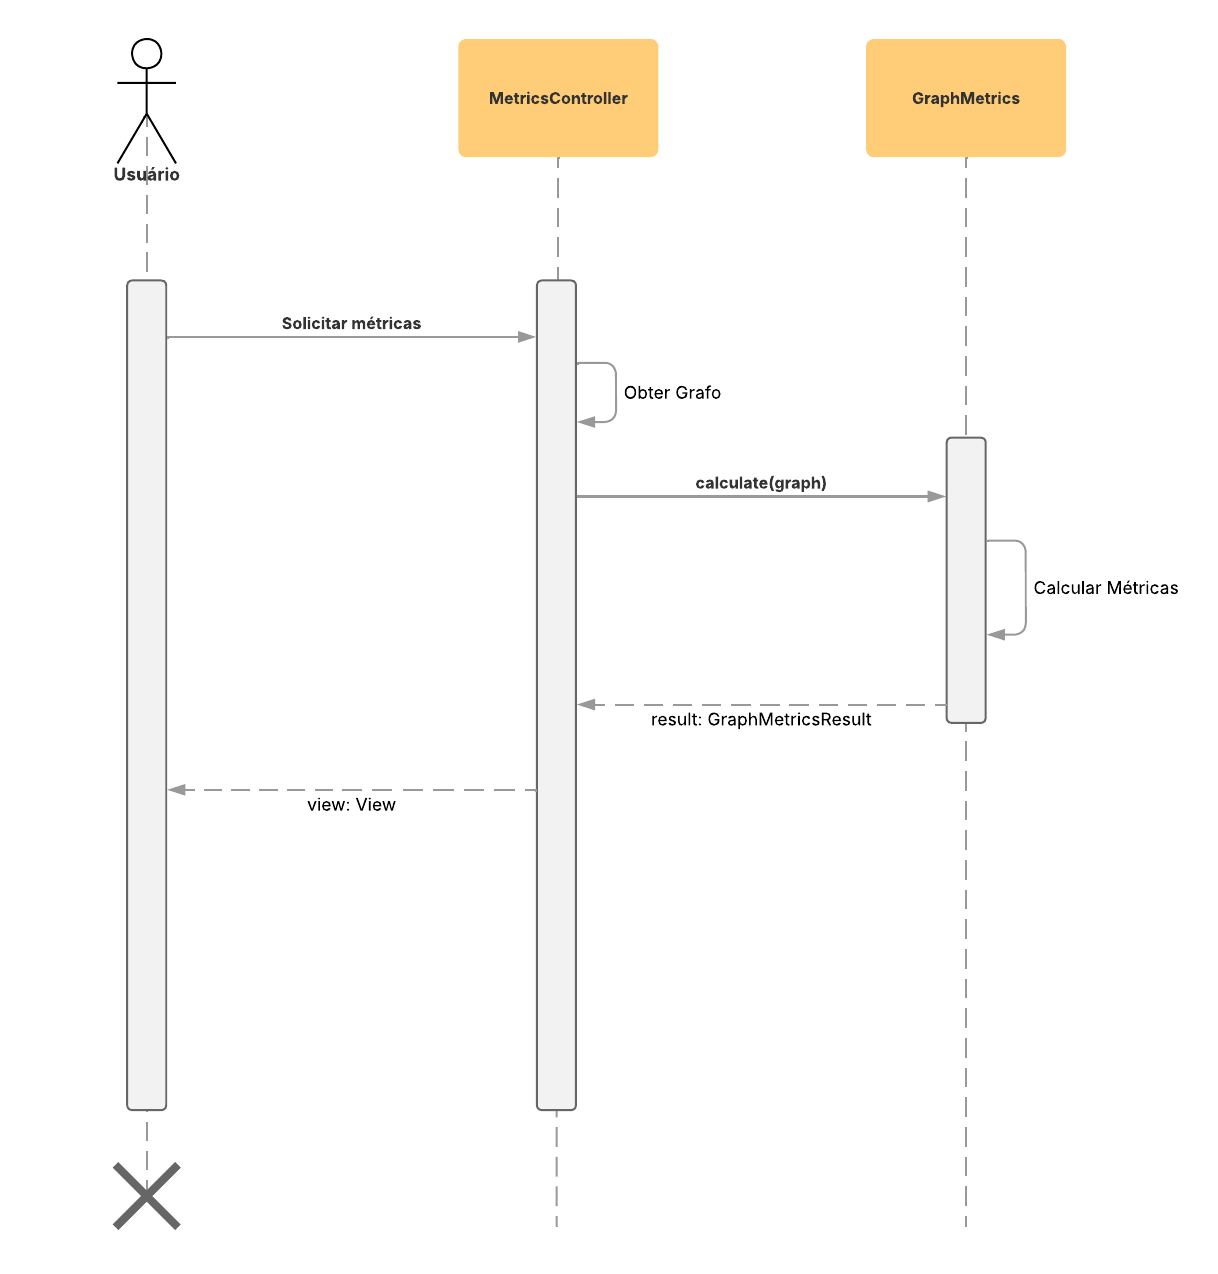 MetricsController
GraphMetrics
Usuário
Solicitar métricas
Obter Grafo
calculate(graph)
Calcular Métricas
result: GraphMetricsResult
view: View